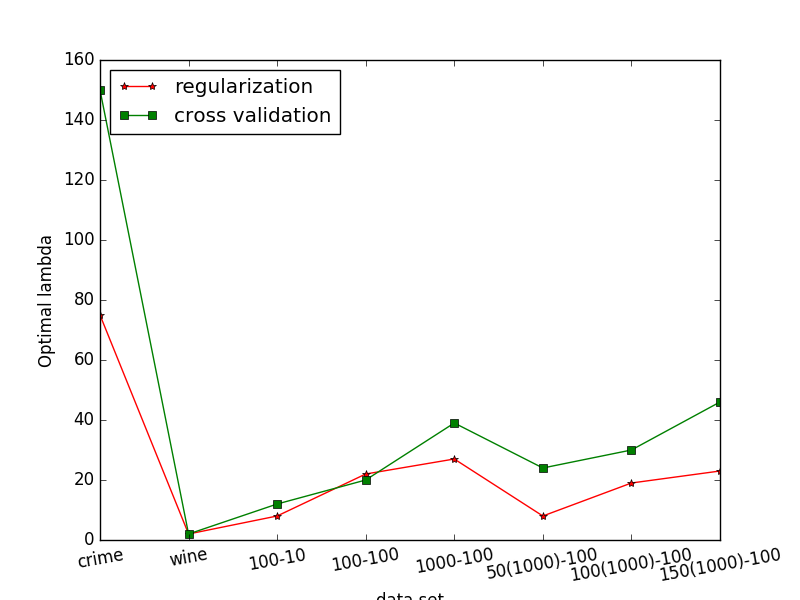 160
140
120
100
80
60
40
20
0
Optimal lambda
regularization
cross validation
crime
wine
100-10
100-100
1000-100
50(1000)-100
100(1000)-100
150(1000)-100
data set